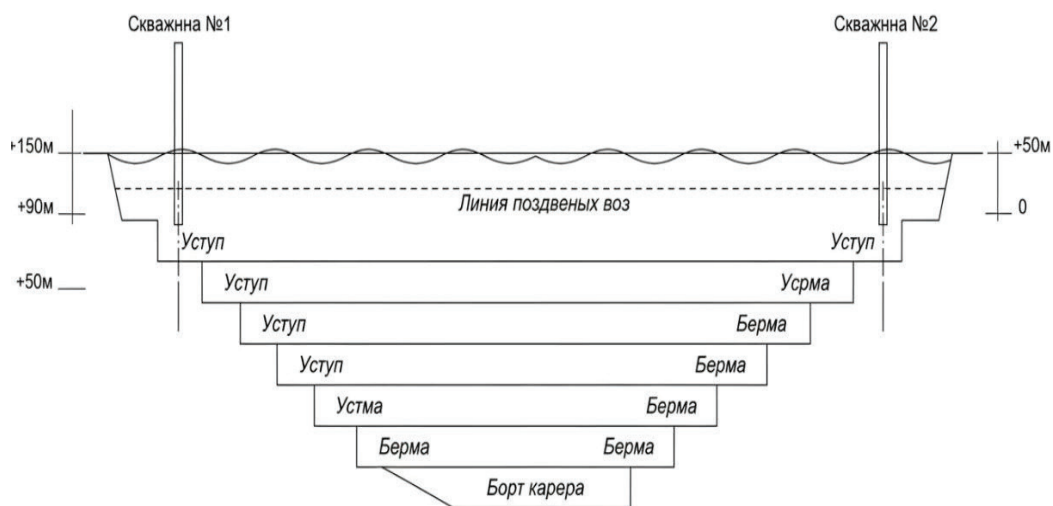 Скважнна №1 Скважнна №2
+150м +50м
Линия поздвеных воз
+90м 0
Уступ Уступ
+50м Уступ Усрма
Уступ Берма
Уступ Берма
Устма Берма
Берма Берма
Борт карера